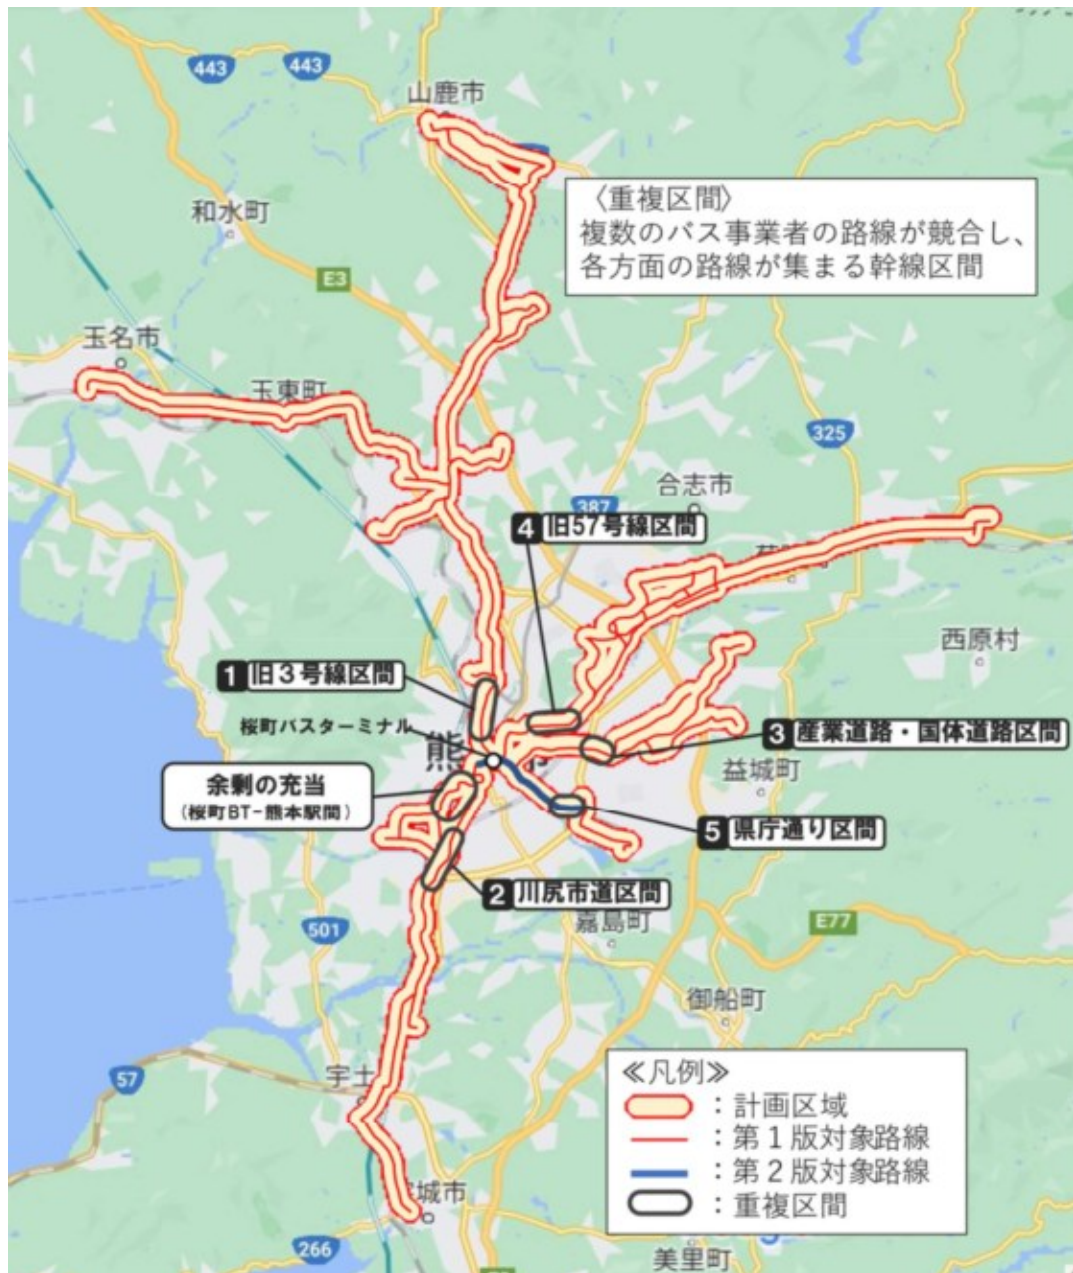 443
443
山鹿市
〈重複区間〉
複数のバス事業者の路線が競合し、
各方面の路線が集まる幹線区間
和水町
E3
玉名市
玉東町
325
合志市
387
4 旧57号線区間
西原村
1 旧3号線区間
桜町バスターミナル
熊
3 産業道路・国体道路区間
益城町
余剰の充当
(桜町BT-熊本駅間)
5 県庁通り区間
2 川尻市道区間
嘉島町
501
E77
御船町
57
宇土
≪凡例≫
:計画区域
:第1版対象路線
:第2版対象路線
:重複区間
城市
266
美里町